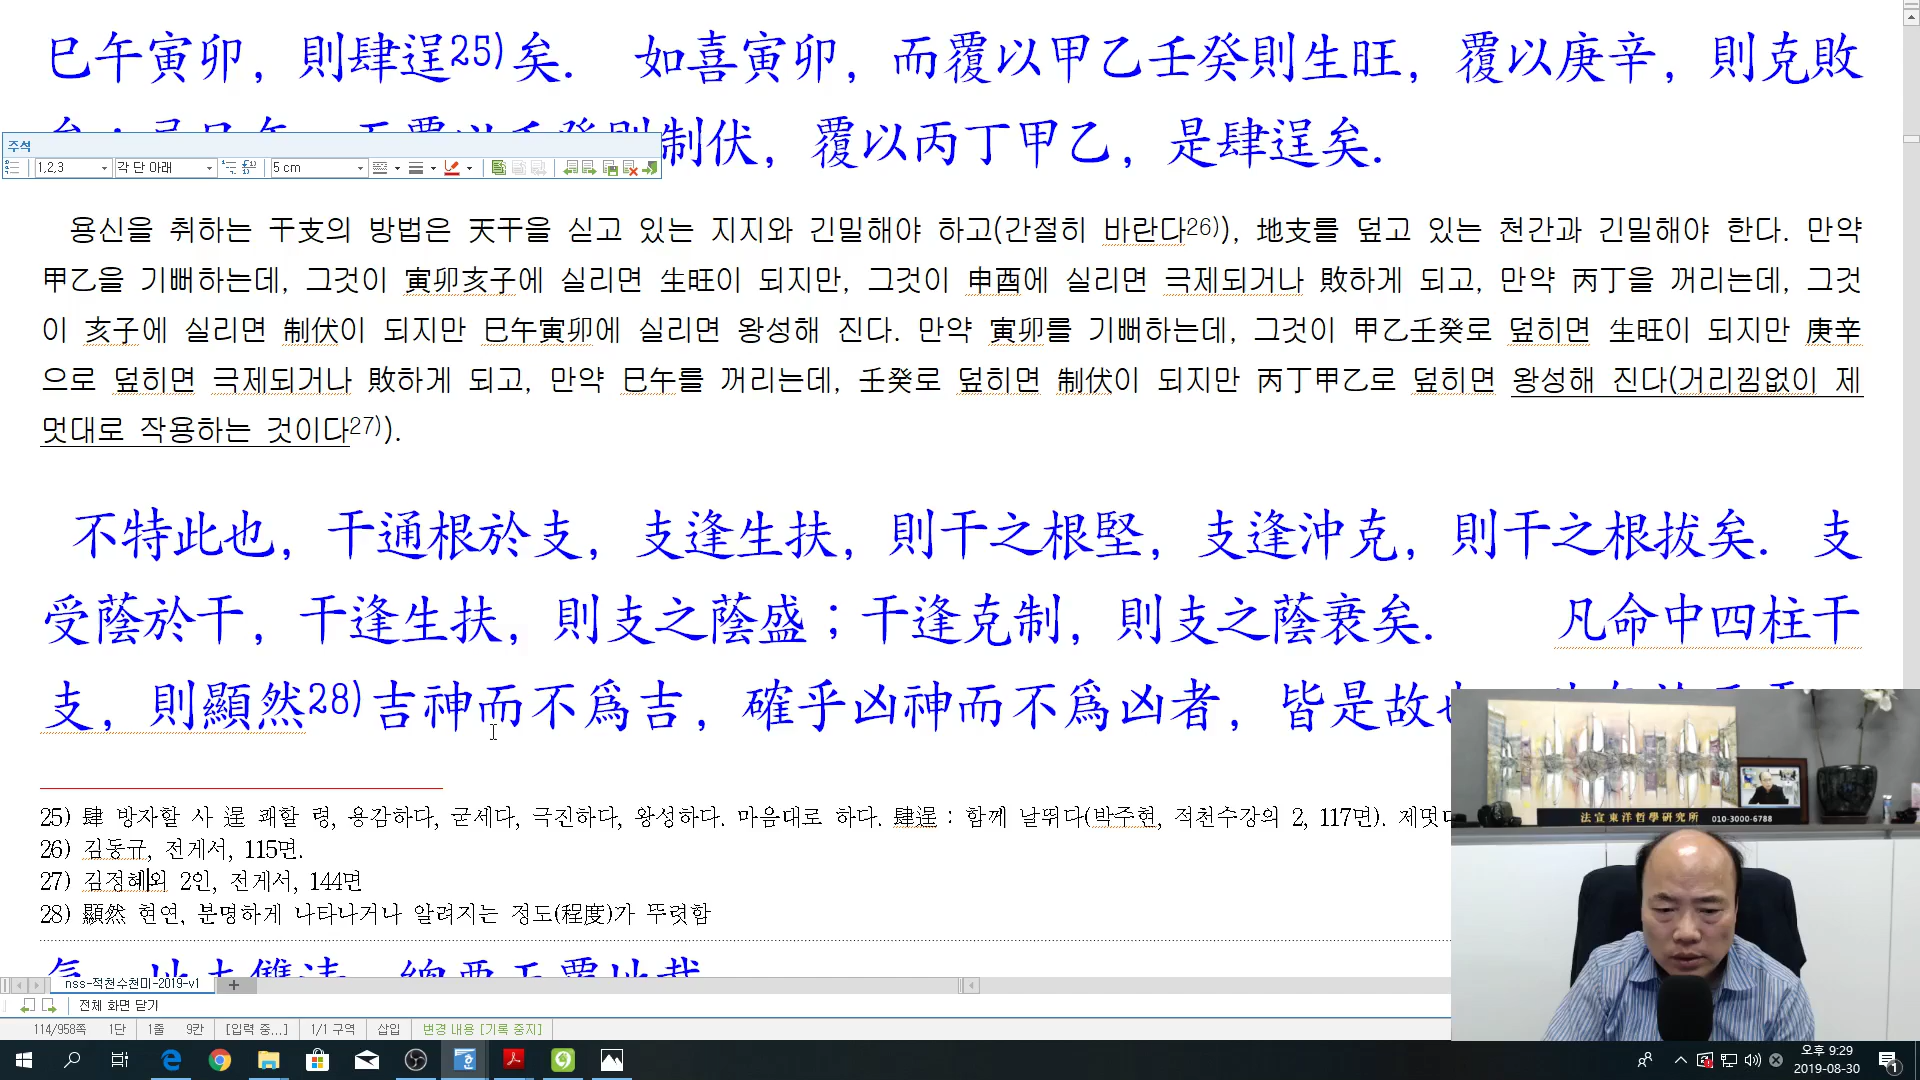 巳午寅卯, 則肆逞25)矣. 如喜寅卯, 而覆以甲乙壬癸則生旺, 覆以庚辛, 則克敗
制伏, 覆以丙丁甲乙, 是肆逞矣.
주석
1,2,3
각 단 아래
5 cm
용신을 취하는 干支의 방법은 天干을 싣고 있는 지지와 긴밀해야 하고(간절히 바란다26)), 地支를 덮고 있는 천간과 긴밀해야 한다. 만약
甲乙을 기뻐하는데, 그것이 寅卯亥子에 실리면 生旺이 되지만, 그것이 申酉에 실리면 극제되거나 敗하게 되고, 만약 丙丁을 꺼리는데, 그것
이 亥子에 실리면 制伏이 되지만 巳午寅卯에 실리면 왕성해 진다. 만약 寅卯를 기뻐하는데, 그것이 甲乙壬癸로 덮히면 生旺이 되지만 庚辛
으로 덮히면 극제되거나 敗하게 되고, 만약 巳午를 꺼리는데, 壬癸로 덮히면 制伏이 되지만 丙丁甲乙로 덮히면 왕성해 진다(거리낌없이 제
멋대로 작용하는 것이다27)).
不特此也, 干通根於支, 支逢生扶, 則干之根堅, 支逢沖克, 則干之根拔矣. 支
受蔭於干, 干逢生扶, 則支之蔭盛；干逢克制, 則支之蔭衰矣. 凡命中四柱干
支, 則顯然28)吉神而不爲吉, 確乎凶神而不爲凶者, 皆是故也
25) 肆 방자할 사 逞 쾌할 령, 용감하다, 굳세다, 극진하다, 왕성하다. 마음대로 하다. 肆逞 : 함께 날뛰다(박주현, 적천수강의 2, 117면). 제멋
26) 김동규, 전게서, 115면.
27) 김정혜외 2인, 전게서, 144면
28) 顯然 현연, 분명하게 나타나거나 알려지는 정도(程度)가 뚜렷함
法宣東洋哲學硏究所 010-3000-6788
nss-적천수천미-2019-v1
전체 화면 닫기
114/958쪽 1단 1줄 9칸 [입력 중...] 1/1 구역 삽입 변경 내용 [기록 중지]
오후 9:29
2019-08-30